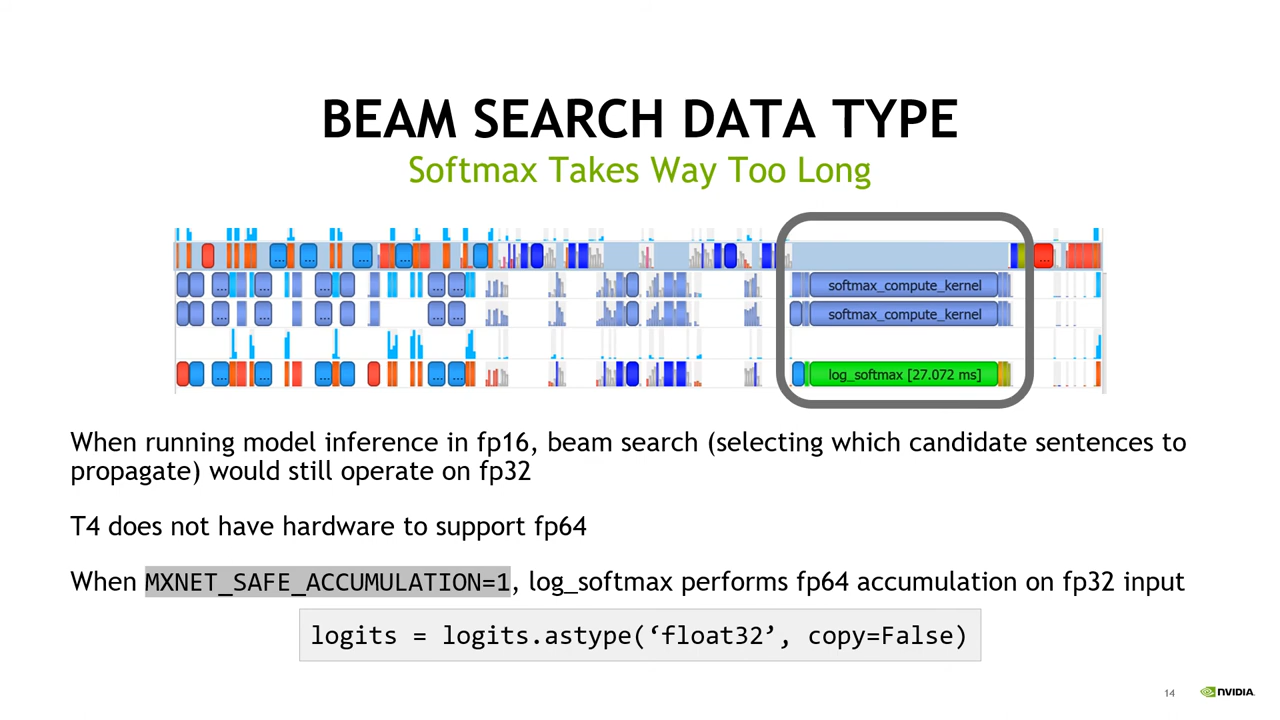 BEAM SEARCH DATA TYPE
Softmax Takes Way Too Long
softmax_compute_kernel
softmax_compute_kernel
log_softmax [27.072 ms]
When running model inference in fp16, beam search (selecting which candidate sentences to
propagate) would still operate on fp32
T4 does not have hardware to support fp64
When MXNET_SAFE_ACCUMULATION=1, log_softmax performs fp64 accumulation on fp32 input
logits = logits.astype(‘float32’, copy=False)
14
NVIDIA.